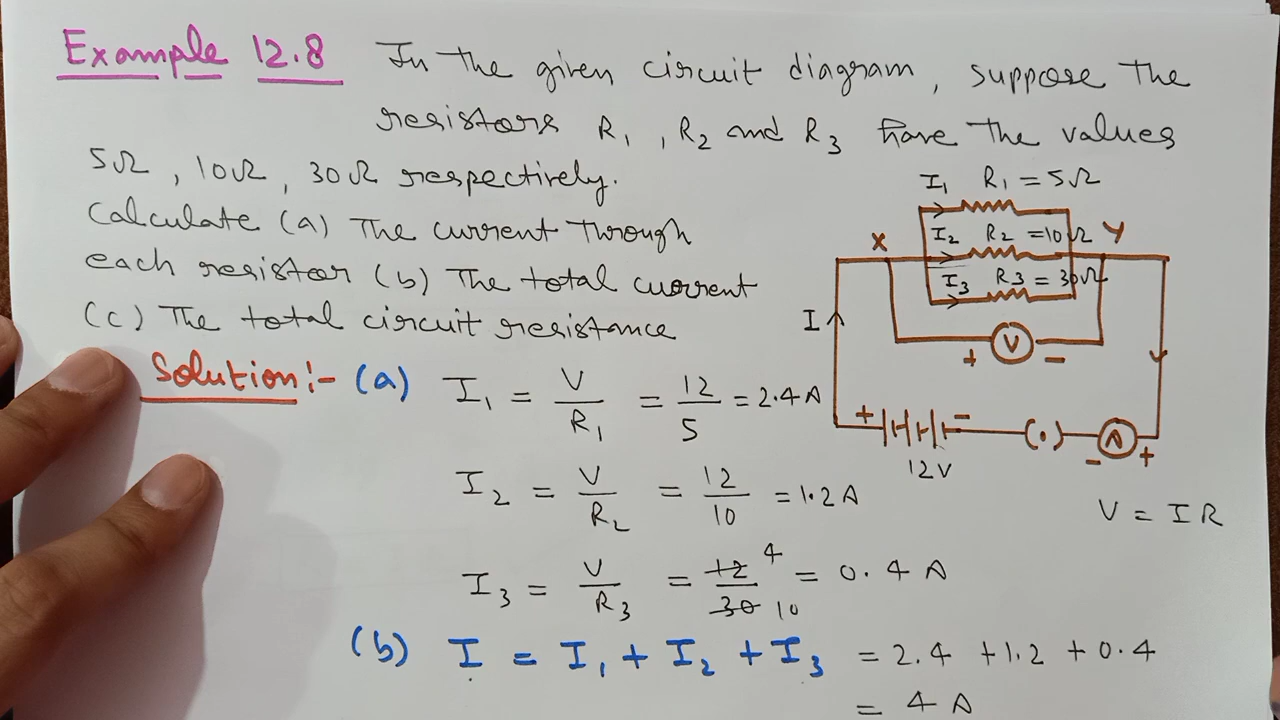 Example 12.8 In the given circuit diagram, suppose the
resistors R₁, R₂ and R₃ have the values
5Ω, 10Ω, 30Ω respectively.
Calculate (a) The current through
each resistor (b) The total current
(c) The total circuit resistance
I₁ R₁ = 5Ω
I₂ R₂ = 10Ω
I₃ R₃ = 30Ω
X Y
I
+ V -
+ - (.) - A +
12V
V = IR
Solution:- (a) I₁ = V/R₁ = 12/5 = 2.4 A
I₂ = V/R₂ = 12/10 = 1.2 A
I₃ = V/R₃ = 12/30 4/10 = 0.4 A
(b) I = I₁ + I₂ + I₃ = 2.4 + 1.2 + 0.4
= 4 A